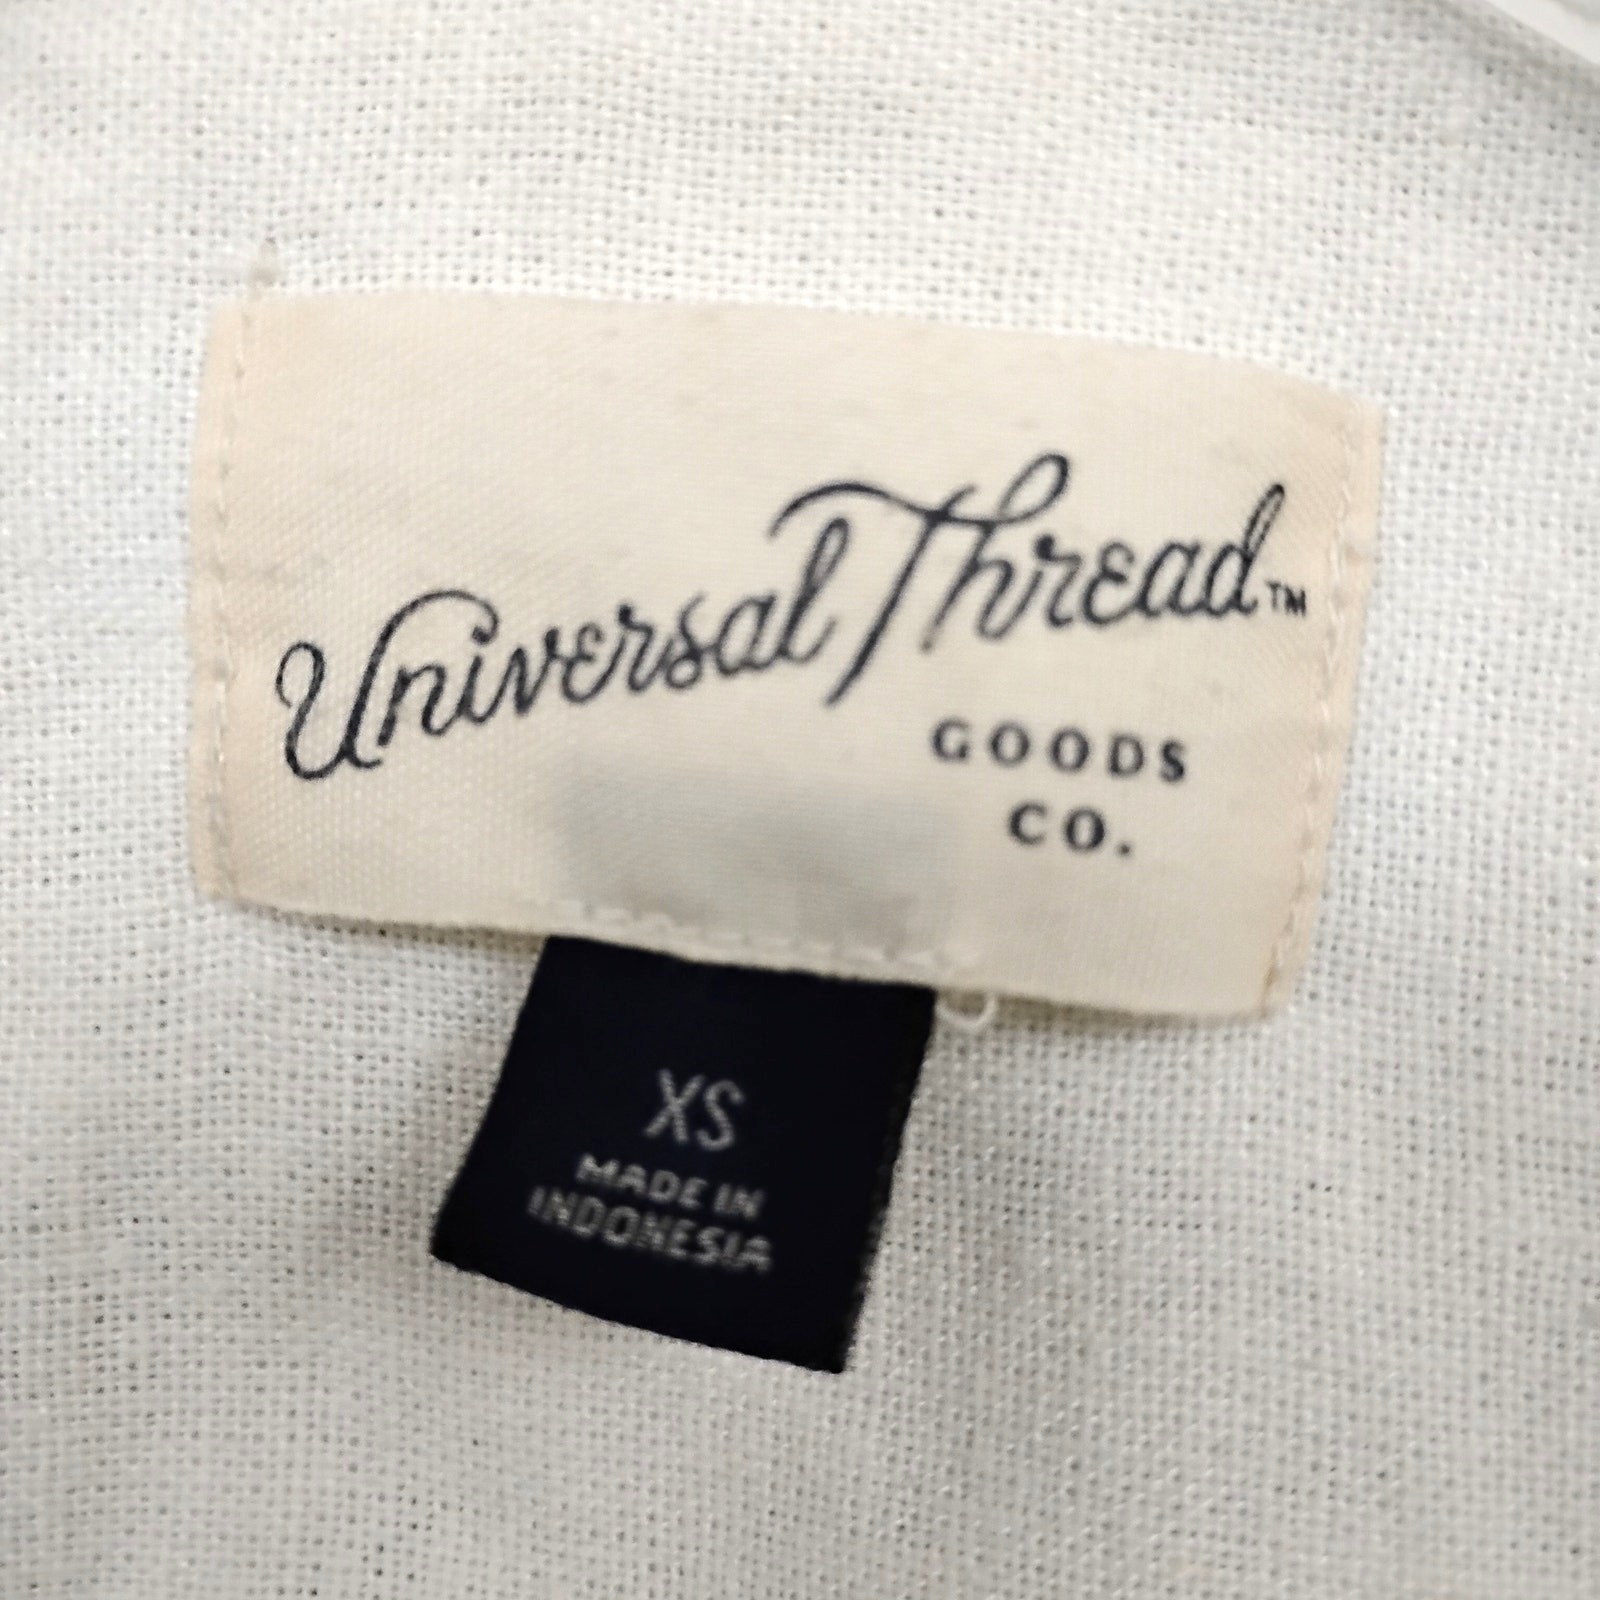 Universal Thread™
GOODS
CO.
XS
MADE IN
INDONESIA